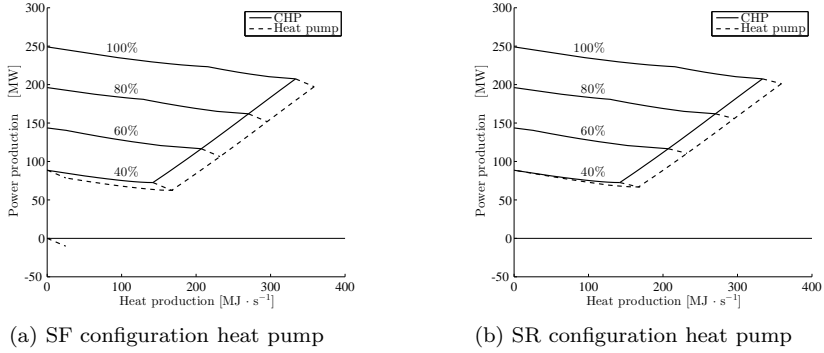 300
250
200
150
100
50
0
-50
Power production [MW]
0 100 200 300 400
Heat production [MJ · s⁻¹]
100%
80%
60%
40%
CHP
Heat pump
(a) SF configuration heat pump
300
250
200
150
100
50
0
-50
Power production [MW]
0 100 200 300 400
Heat production [MJ · s⁻¹]
100%
80%
60%
40%
CHP
Heat pump
(b) SR configuration heat pump